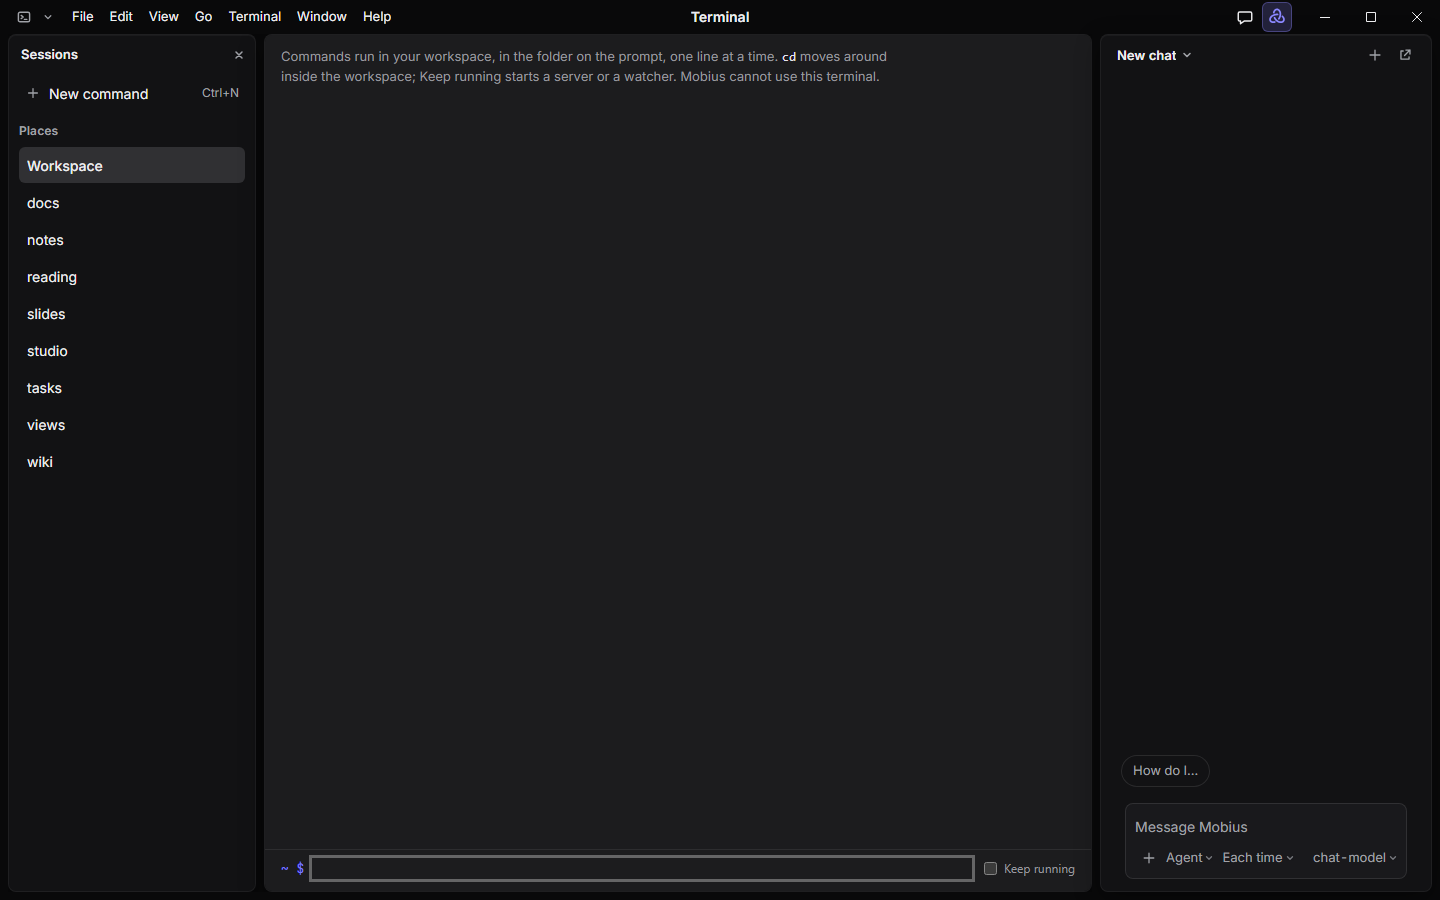 File Edit View Go Terminal Window Help
Terminal
Sessions
New command Ctrl+N
Places
Workspace
docs
notes
reading
slides
studio
tasks
views
wiki
Commands run in your workspace, in the folder on the prompt, one line at a time. cd moves around
inside the workspace; Keep running starts a server or a watcher. Mobius cannot use this terminal.
~ $
Keep running
New chat
How do I...
Message Mobius
Agent Each time chat-model